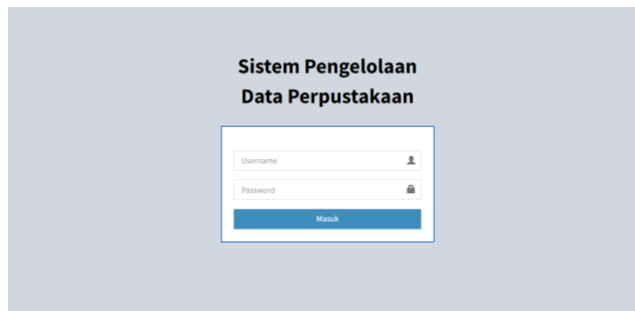 Sistem Pengelolaan
Data Perpustakaan
Username
Password
Masuk